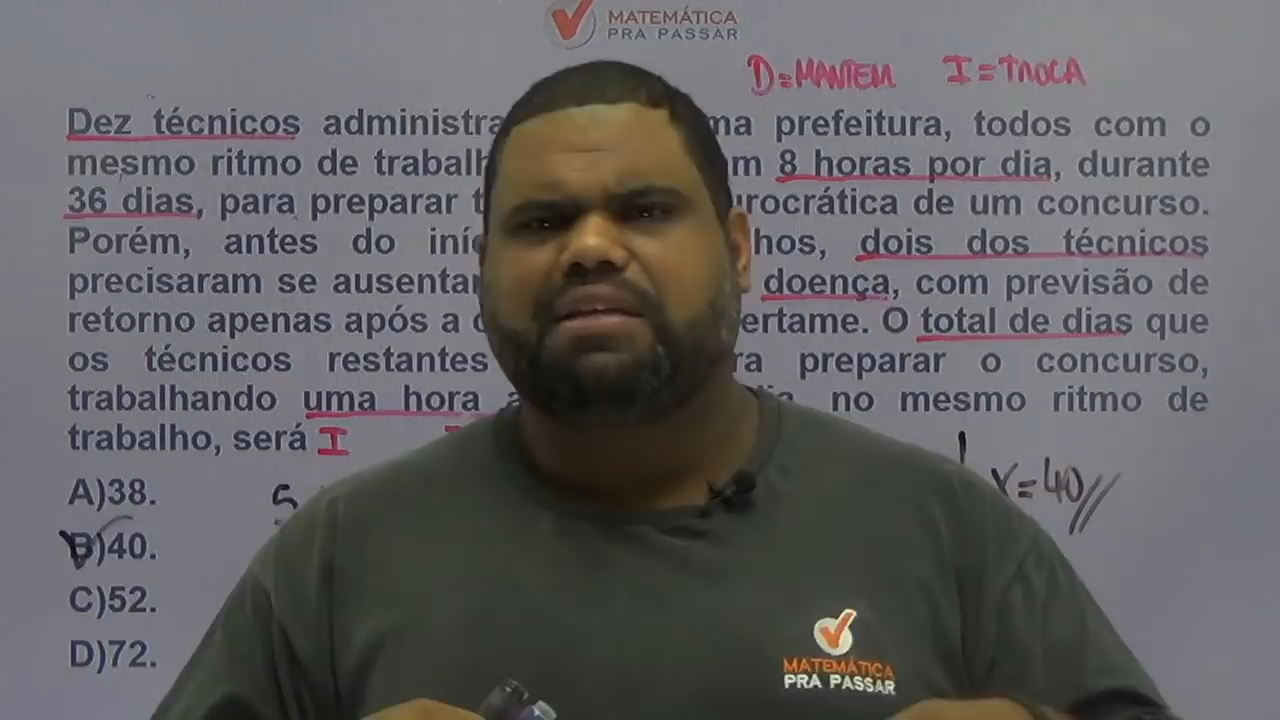 MATEMÁTICA
PRA PASSAR
D=MANTEM I=TROCA
Dez técnicos administra ma prefeitura, todos com o
mesmo ritmo de trabalh m 8 horas por dia, durante
36 dias, para preparar t urocrática de um concurso.
Porém, antes do iníc hos, dois dos técnicos
precisaram se ausentar doença, com previsão de
retorno apenas após a ertame. O total de dias que
os técnicos restantes ra preparar o concurso,
trabalhando uma hora a no mesmo ritmo de
trabalho, será I
A)38. S x=40//
B)40.
C)52.
D)72.
MATEMÁTICA
PRA PASSAR